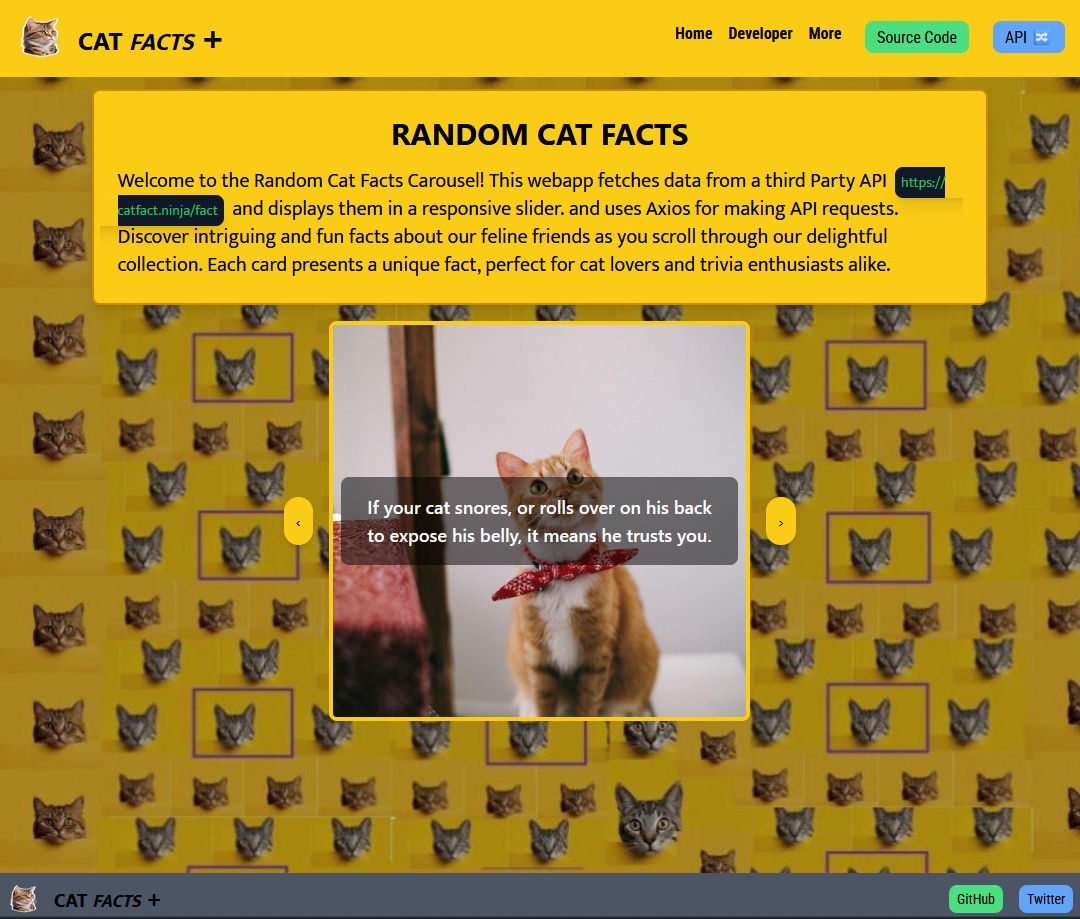 CAT FACTS +
Home Developer More Source Code API 🔀
RANDOM CAT FACTS
Welcome to the Random Cat Facts Carousel! This webapp fetches data from a third Party API https://
catfact.ninja/fact and displays them in a responsive slider. and uses Axios for making API requests.
Discover intriguing and fun facts about our feline friends as you scroll through our delightful
collection. Each card presents a unique fact, perfect for cat lovers and trivia enthusiasts alike.
‹
If your cat snores, or rolls over on his back
to expose his belly, it means he trusts you.
›
CAT FACTS +
GitHub Twitter